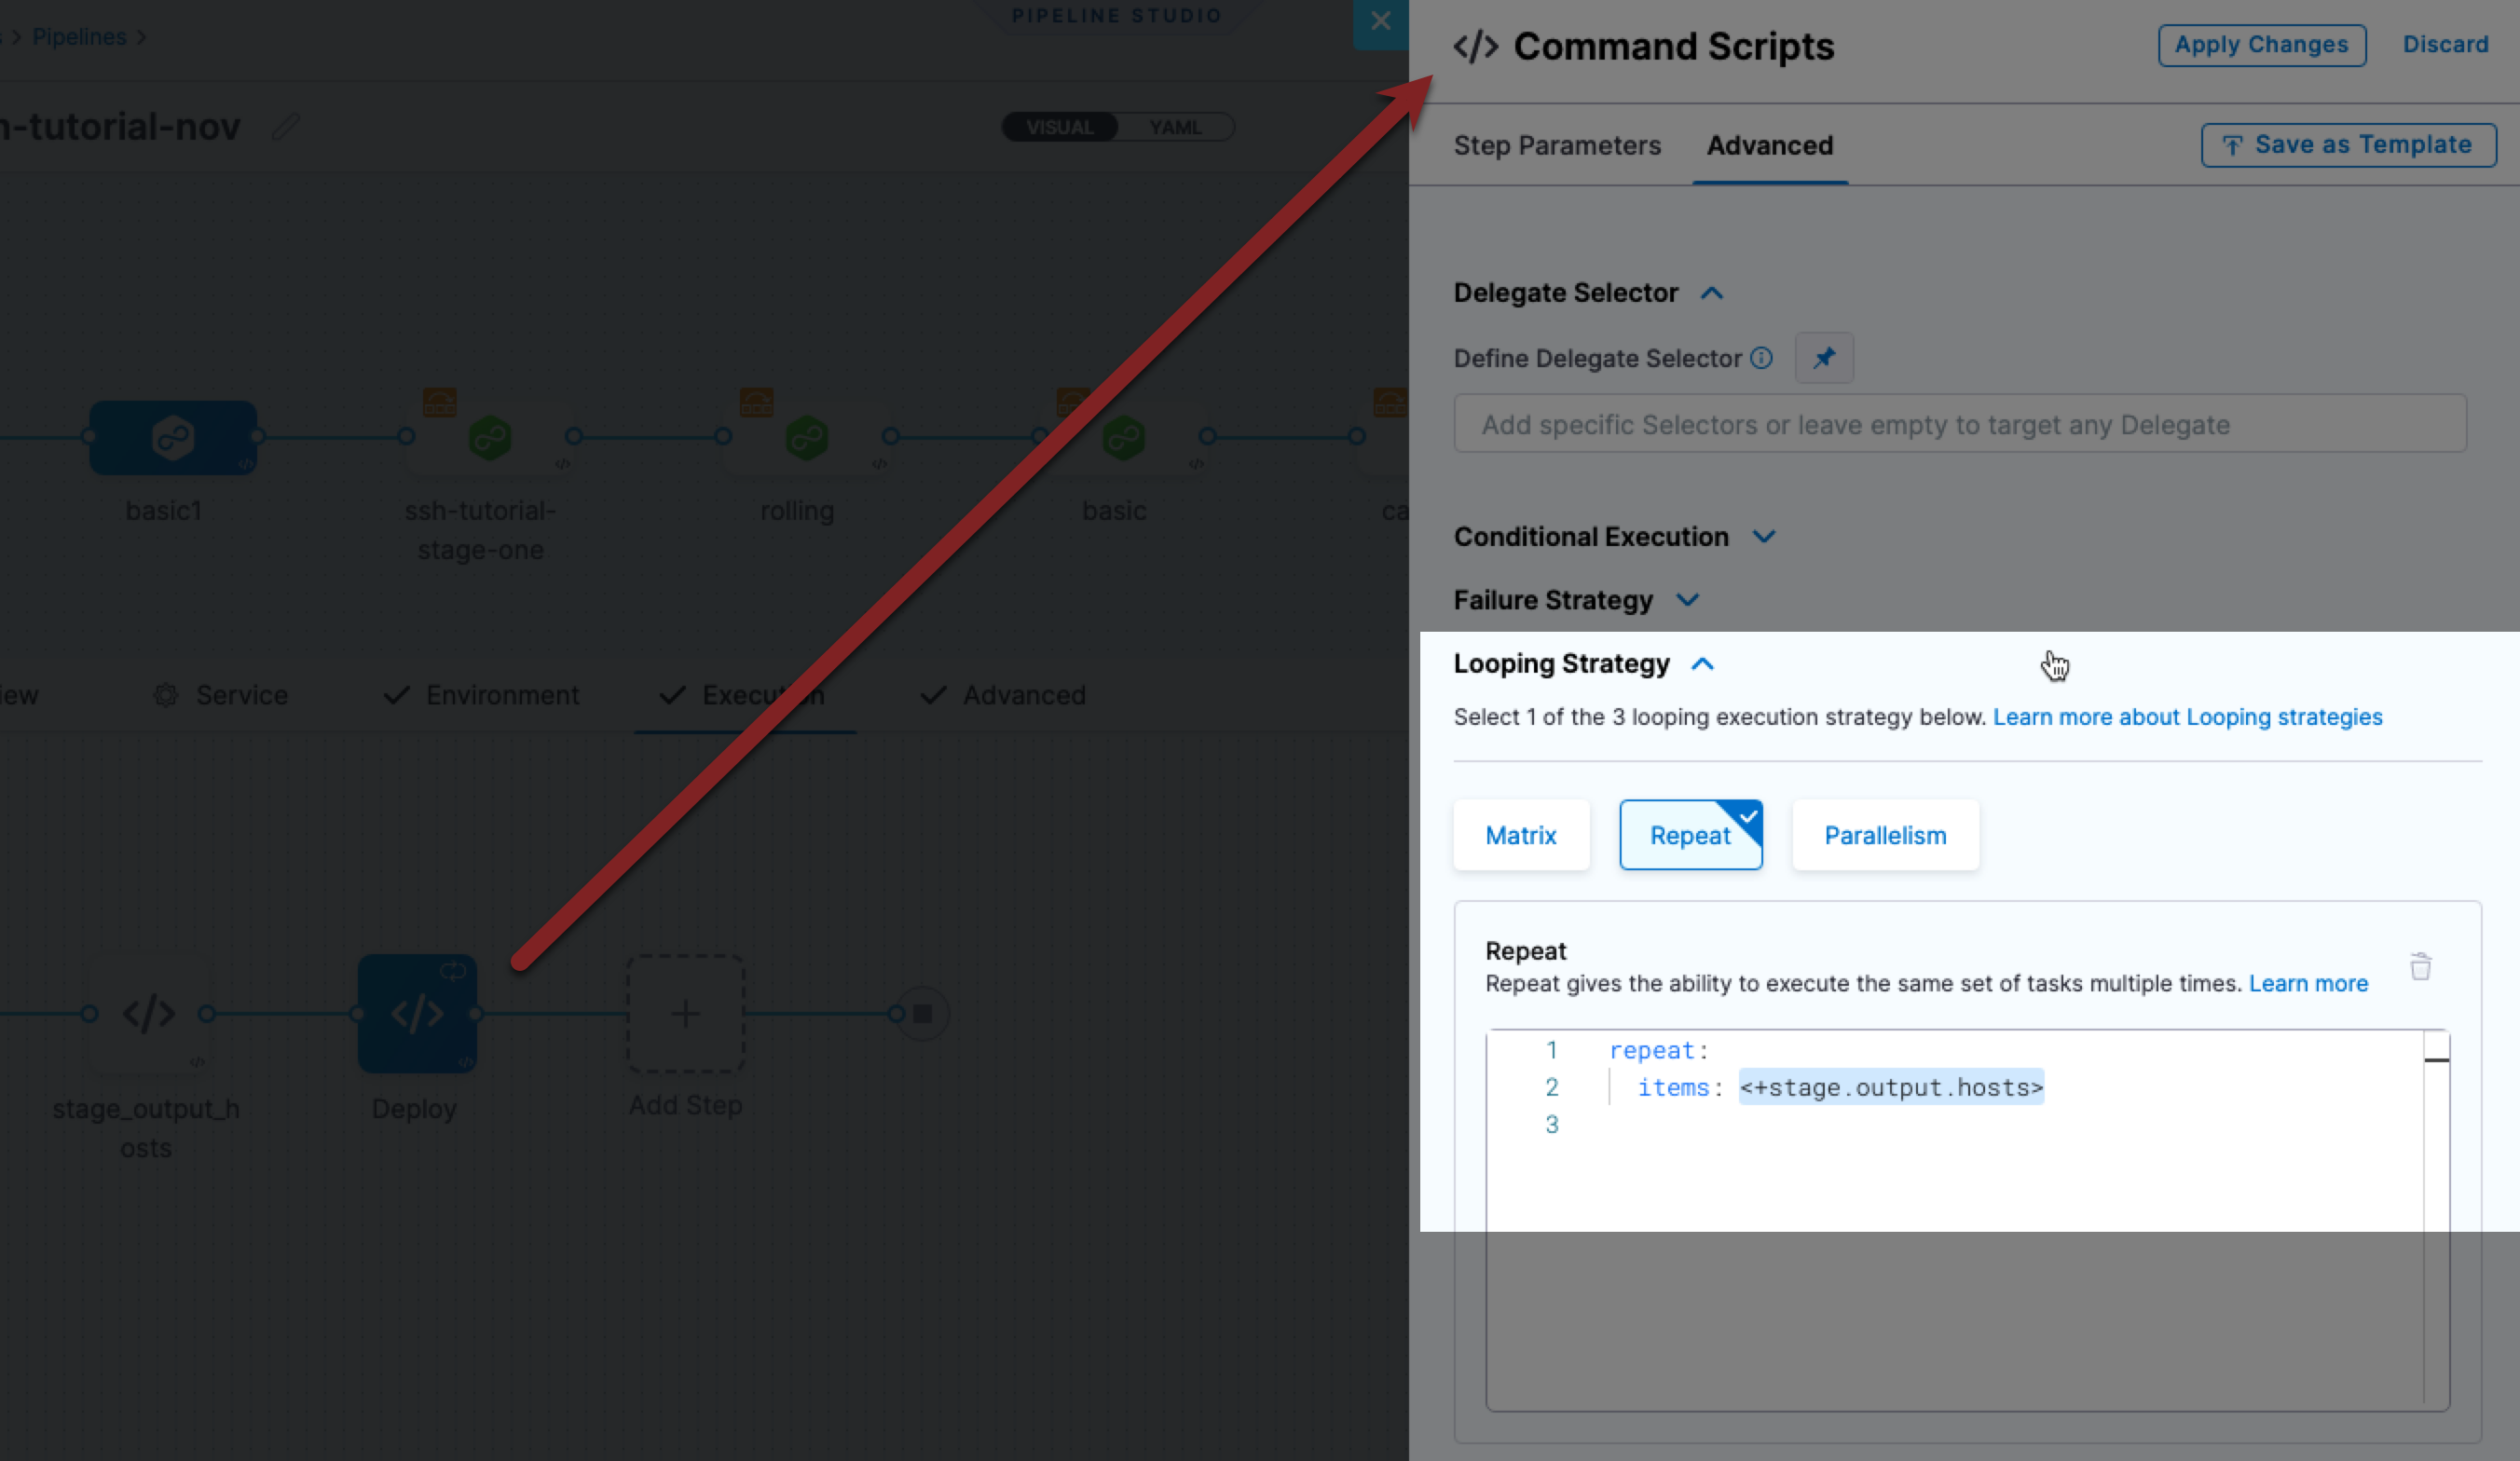 PIPELINE STUDIO
Pipelines
-tutorial-nov
VISUAL
YAML
basic1
ssh-tutorial-
stage-one
rolling
basic
ca
iew
Service
Environment
Execution
Advanced
stage_output_h
osts
Deploy
Add Step
</> Command Scripts
Apply Changes
Discard
Step Parameters
Advanced
Save as Template
Delegate Selector
Define Delegate Selector
Add specific Selectors or leave empty to target any Delegate
Conditional Execution
Failure Strategy
Looping Strategy
Select 1 of the 3 looping execution strategy below. Learn more about Looping strategies
Matrix
Repeat
Parallelism
Repeat
Repeat gives the ability to execute the same set of tasks multiple times. Learn more
1 repeat:
2 items: <+stage.output.hosts>
3